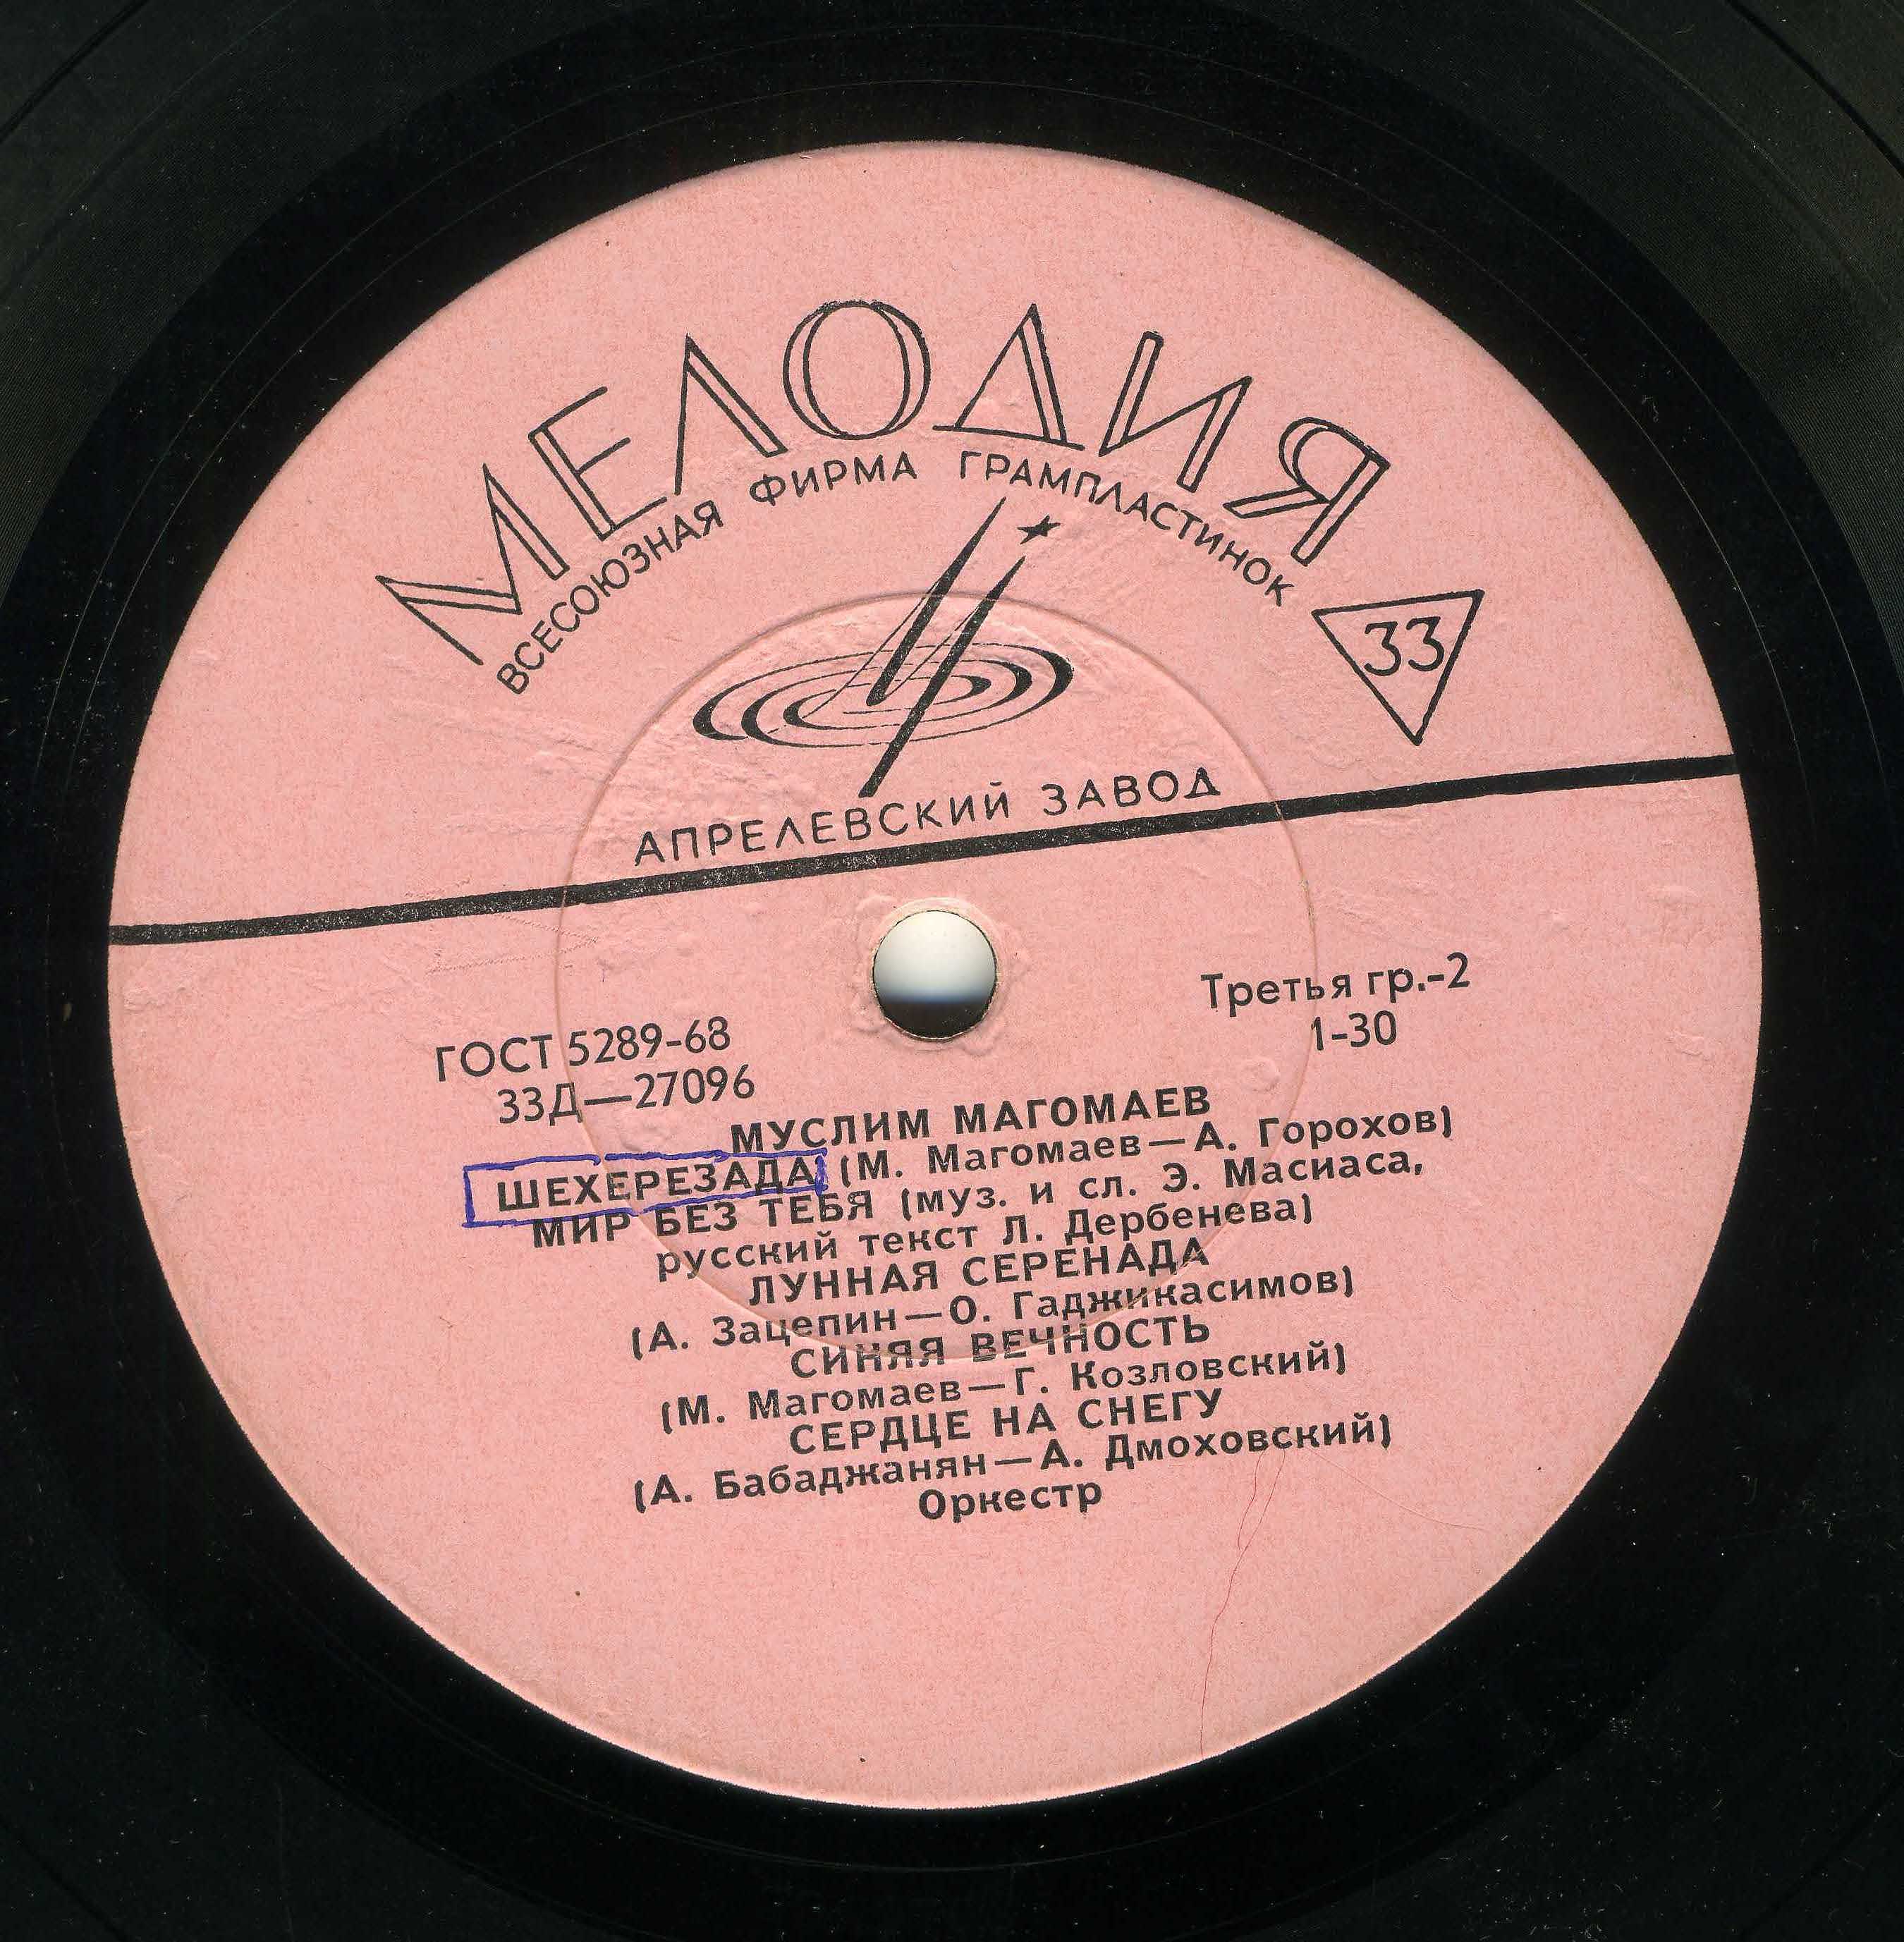 МЕЛОДИЯ
ВСЕСОЮЗНАЯ ФИРМА ГРАМПЛАСТИНОК
33
АПРЕЛЕВСКИЙ ЗАВОД
ГОСТ 5289-68
33Д—27096
Третья гр.-2
1-30
МУСЛИМ МАГОМАЕВ
ШЕХЕРЕЗАДА (М. Магомаев—А. Горохов)
МИР БЕЗ ТЕБЯ (муз. и сл. Э. Масиаса,
русский текст Л. Дербенева)
ЛУННАЯ СЕРЕНАДА
(А. Зацепин—О. Гаджикасимов)
СИНЯЯ ВЕЧНОСТЬ
(М. Магомаев—Г. Козловский)
СЕРДЦЕ НА СНЕГУ
(А. Бабаджанян—А. Дмоховский)
Оркестр